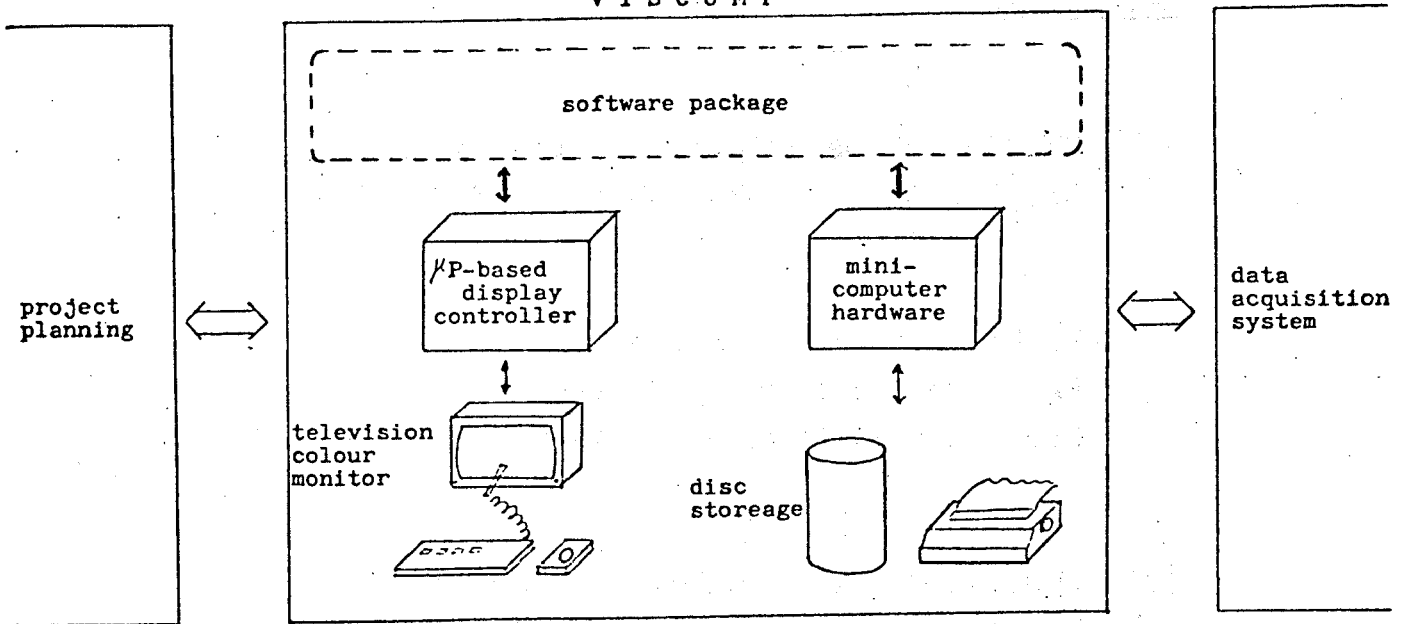 software package
μP-based
display
controller
mini-
computer
hardware
project
planning
data
acquisition
system
television
colour
monitor
disc
storeage